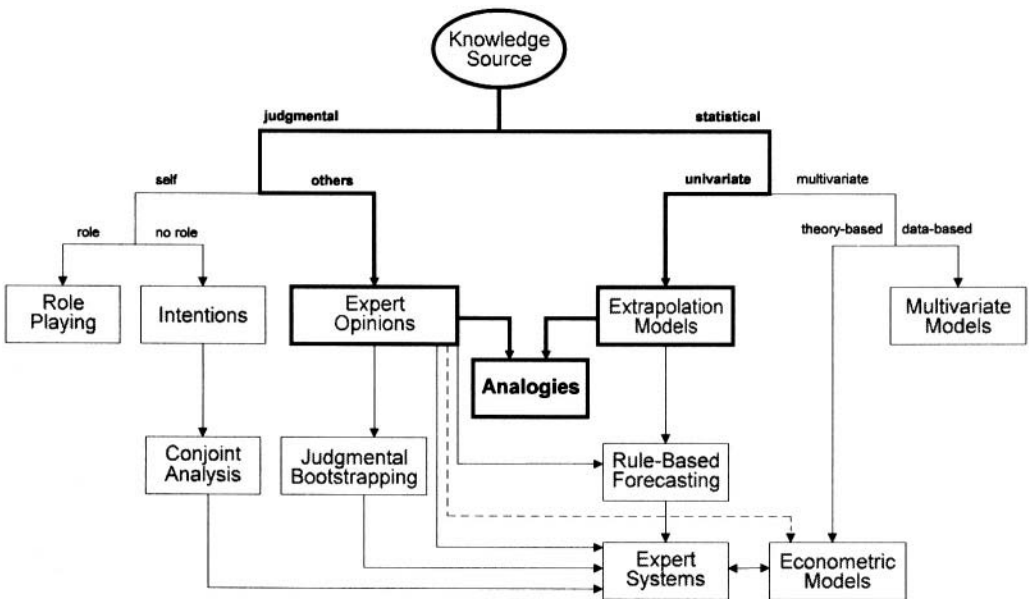 Knowledge
Source
judgmental
statistical
self
others
univariate
multivariate
role
no role
theory-based
data-based
Role
Playing
Intentions
Expert
Opinions
Extrapolation
Models
Multivariate
Models
Analogies
Conjoint
Analysis
Judgmental
Bootstrapping
Rule-Based
Forecasting
Expert
Systems
Econometric
Models